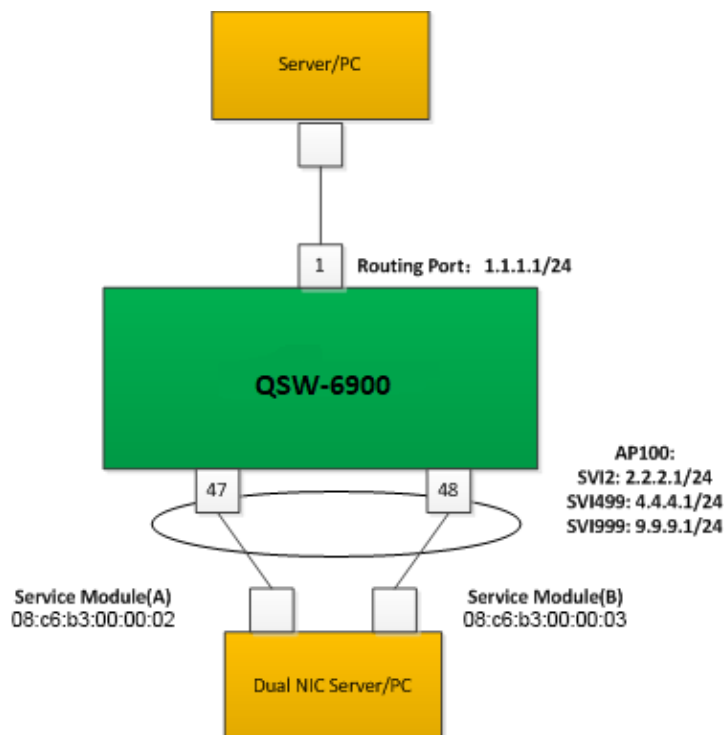 Server/PC
1
Routing Port： 1.1.1.1/24
QSW-6900
AP100:
SVI2: 2.2.2.1/24
SVI499: 4.4.4.1/24
SVI999: 9.9.9.1/24
47
48
Service Module(A)
08:c6:b3:00:00:02
Service Module(B)
08:c6:b3:00:00:03
Dual NIC Server/PC